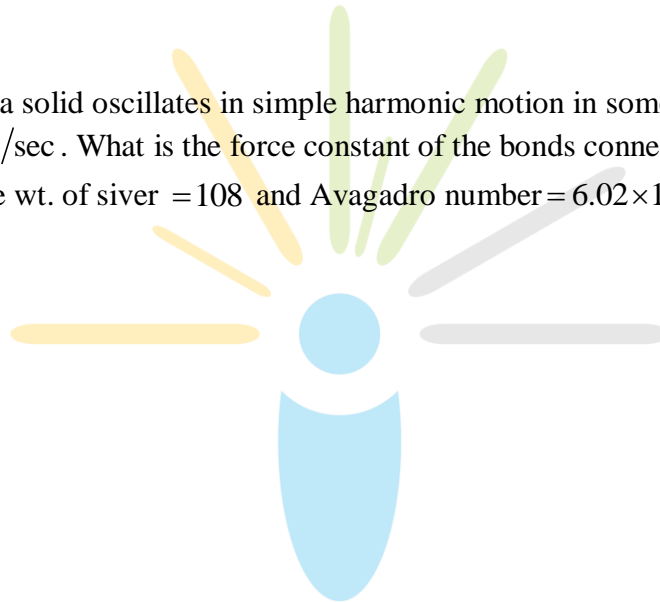 a solid oscillates in simple harmonic motion in som
/sec. What is the force constant of the bonds conne
wt. of siver =108 and Avagadro number=6.02×1